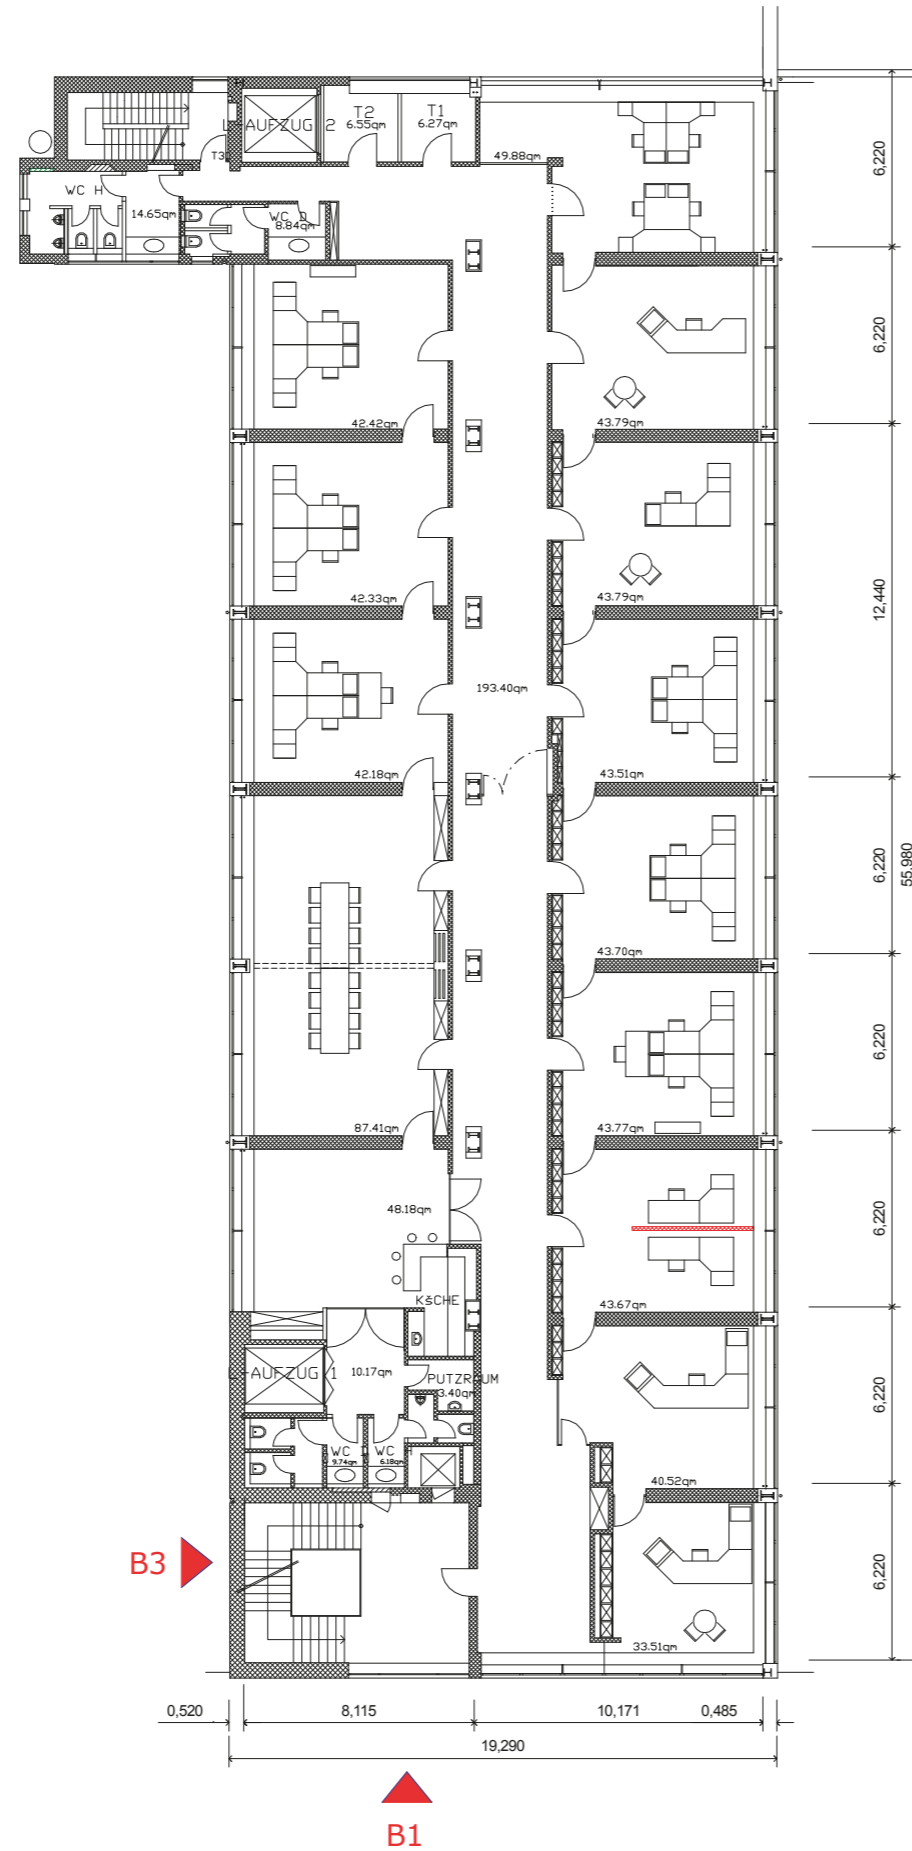 L-AUFZUG 2
T2
6.55qm
T1
6.27qm
T3
49.88qm
6,220
WC H
14.65qm
WC D
8.84qm
6,220
42.42qm
43.79qm
12,440
42.33qm
43.79qm
193.40qm
42.18qm
43.51qm
6,220
55,980
43.70qm
6,220
87.41qm
43.77qm
48.18qm
6,220
KšCHE
43.67qm
L-AUFZUG 1
10.17qm
PUTZRAUM
3.40qm
6,220
WC D
9.74qm
WC H
6.18qm
40.52qm
B3
6,220
33.51qm
0,520
8,115
10,171
0,485
19,290
B1